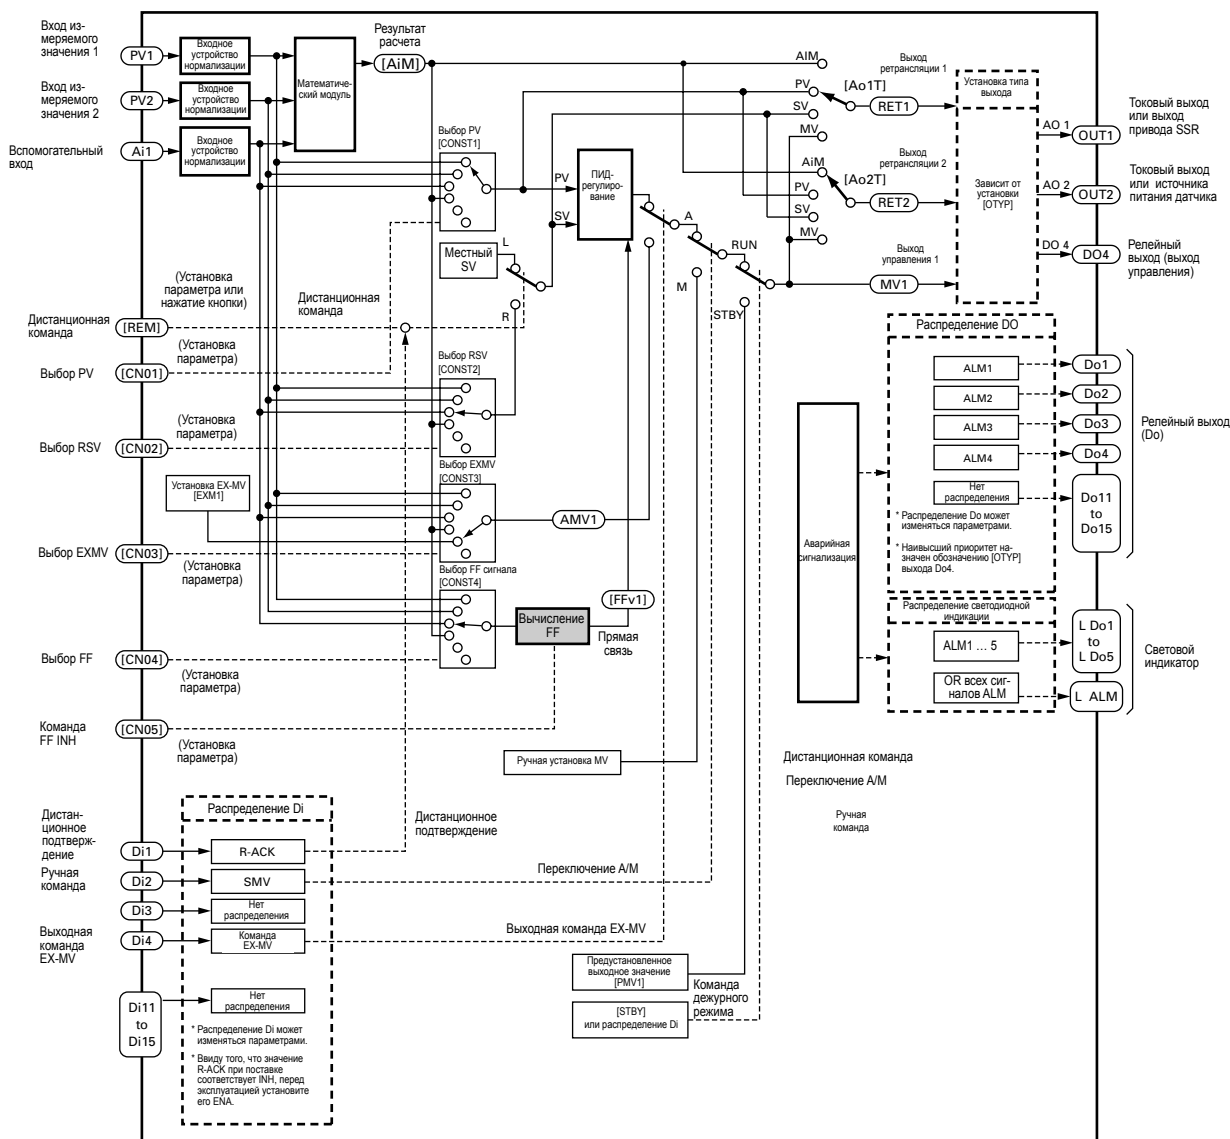 Вход из-
меряемого
значения 1
PV1
Входное
устройство
нормализации
Вход из-
меряемого
значения 2
PV2
Входное
устройство
нормализации
Вспомогательный
вход
Ai1
Входное
устройство
нормализации
Математиче-
ский модуль
Результат
расчета
[AiM]
Выбор PV
[CONST1]
PV
SV
ПИД-
регулиро-
вание
L
Местный
SV
R
A
M
RUN
STBY
AIM
PV
SV
MV
[Ao1T]
Выход
ретрансляции 1
RET1
AiM
PV
SV
MV
[Ao2T]
Выход
ретрансляции 2
RET2
Выход
управления 1
MV1
Установка типа
выхода
Зависит от
установки
[OTYP]
AO 1
OUT1
Токовый выход
или выход
привода SSR
AO 2
OUT2
Токовый выход
или источника
питания датчика
DO 4
DO4
Релейный
выход (выход
управления)
(Установка
параметра или
нажатие кнопки)
Дистанционная
команда
Дистанционная
команда
[REM]
(Установка
параметра)
Выбор PV
[CN01]
Выбор RSV
[CONST2]
(Установка
параметра)
Выбор RSV
[CN02]
Выбор EXMV
[CONST3]
Установка EX-MV
[EXM1]
AMV1
Выбор EXMV
[CN03]
(Установка
параметра)
Выбор FF сигнала
[CONST4]
[FFv1]
Вычисление
FF
Прямая
связь
Выбор FF
[CN04]
(Установка
параметра)
Команда
FF INH
[CN05]
(Установка
параметра)
Ручная установка MV
Распределение DO
ALM1
Do1
ALM2
Do2
ALM3
Do3
ALM4
Do4
Нет
распределения
Do11
to
Do15
Релейный выход
(Do)
* Распределение Do может
изменяться параметрами.
* Наивысший приоритет на-
значен обозначению [OTYP]
выхода Do4.
Аварийная
сигнализация
Распределение светодиодной
индикации
ALM1 ... 5
L Do1
to
L Do5
OR всех сиг-
налов ALM
L ALM
Световой
индикатор
Дистанционная команда
Переключение A/M
Ручная
команда
Распределение Di
Дистанционное
подтверждение
Дистан-
ционное
подтверж-
дение
Di1
R-ACK
Ручная
команда
Di2
SMV
Переключение A/M
Di3
Нет
распределения
Выходная
команда
EX-MV
Di4
Команда
EX-MV
Выходная команда EX-MV
Di11
to
Di15
Нет
распределения
* Распределение Di может
изменяться параметрами.
* Ввиду того, что значение
R-ACK при поставке
соответствует INH, перед
эксплуатацией установите
его ENA.
Предустановленное
выходное значение
[PMV1]
Команда
дежурного
режима
[STBY]
или распределение Di